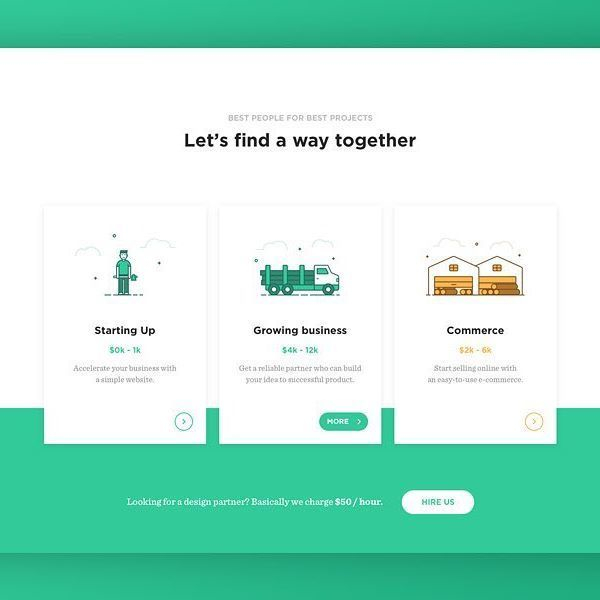 BEST PEOPLE FOR BEST PROJECTS
Let’s find a way together
Starting Up
$0k - 1k
Accelerate your business with
a simple website.
Growing business
$4k - 12k
Get a reliable partner who can build
your idea to successful product.
MORE
Commerce
$2k - 6k
Start selling online with
an easy-to-use e-commerce.
Looking for a design partner? Basically we charge $50 / hour.
HIRE US